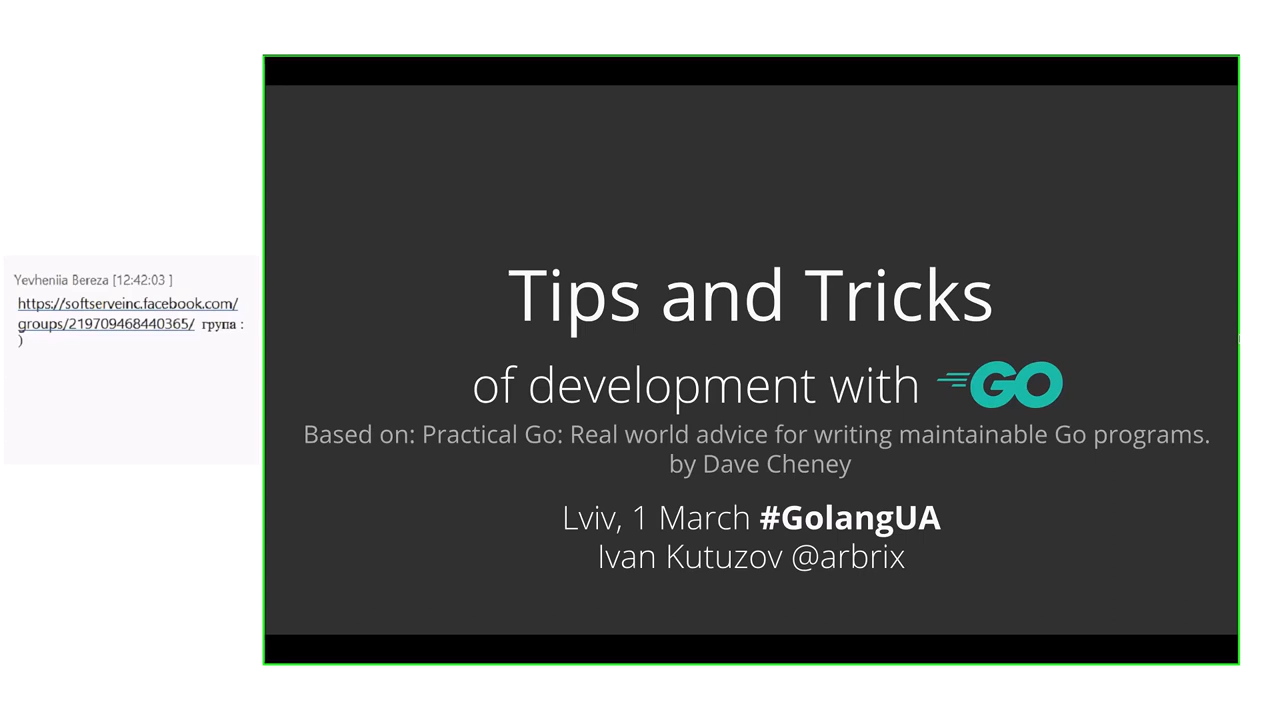 Yevheniia Bereza [12:42:03 ]
https://softserveinc.facebook.com/
groups/219709468440365/ група :
)
Tips and Tricks
of development with GO
Based on: Practical Go: Real world advice for writing maintainable Go programs.
by Dave Cheney
Lviv, 1 March #GolangUA
Ivan Kutuzov @arbrix